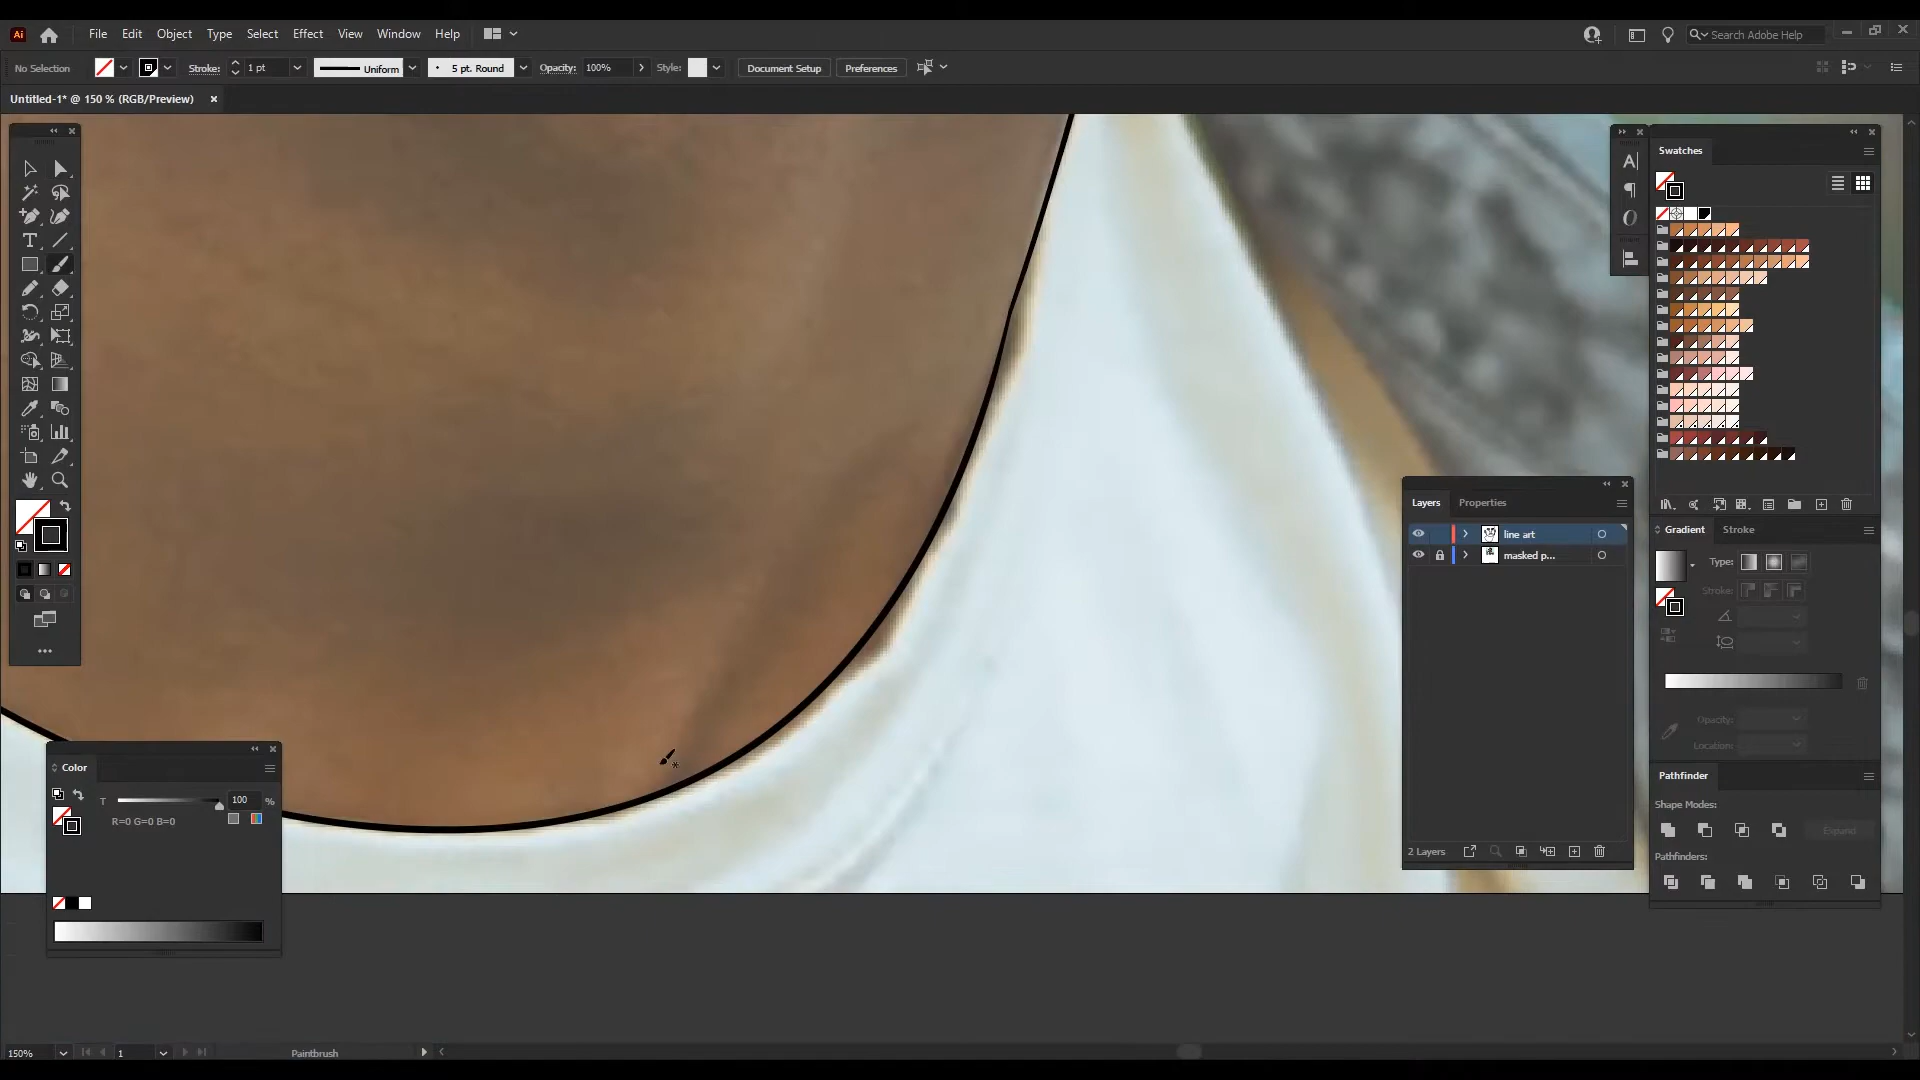 Ai File Edit Object Type Select Effect View Window Help Search Adobe Help
No Selection Stroke: 1 pt Uniform 5 pt. Round Opacity: 100% Style: Document Setup Preferences
Untitled-1* @ 150 % (RGB/Preview)
Swatches
Layers Properties
line art
masked p...
2 Layers
Gradient Stroke
Type:
Stroke:
Opacity:
Location:
Pathfinder
Shape Modes:
Expand
Pathfinders:
Color
T 100 %
R=0 G=0 B=0
150% 1 Paintbrush